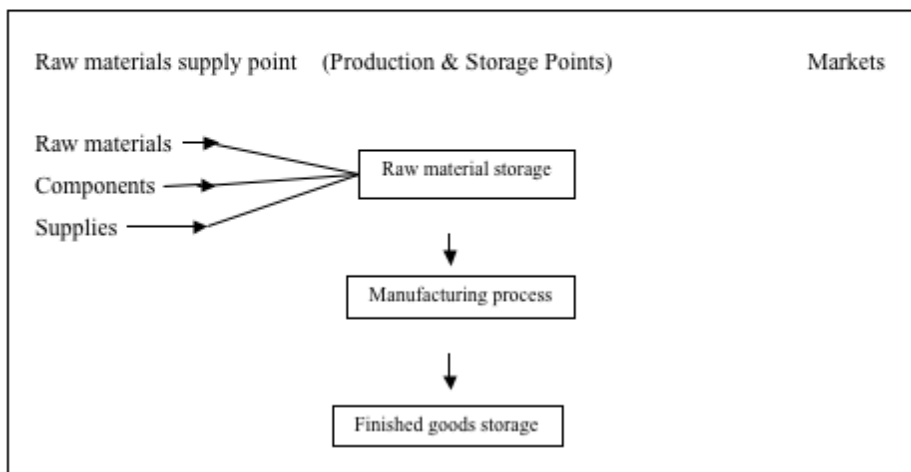 Raw materials supply point (Production & Storage Points) Markets
Raw materials
Raw material storage
Components
Supplies
Manufacturing process
Finished goods storage